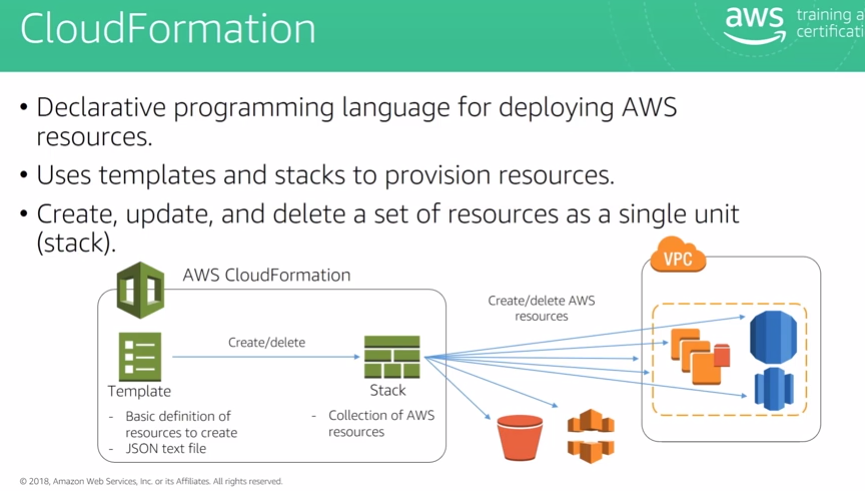 CloudFormation
aws
training a
certificati
• Declarative programming language for deploying AWS
resources.
• Uses templates and stacks to provision resources.
• Create, update, and delete a set of resources as a single unit
(stack).
AWS CloudFormation
VPC
Create/delete AWS
resources
Create/delete
Template
- Basic definition of
resources to create
- JSON text file
Stack
- Collection of AWS
resources
© 2018, Amazon Web Services, Inc. or its Affiliates. All rights reserved.